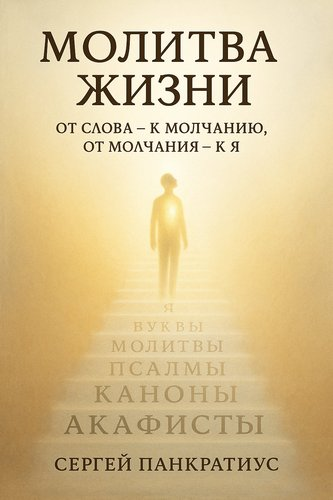 МОЛИТВА
ЖИЗНИ
ОТ СЛОВА – К МОЛЧАНИЮ,
ОТ МОЛЧАНИЯ – К Я
Я
БУКВЫ
МОЛИТВЫ
ПСАЛМЫ
КАНОНЫ
АКАФИСТЫ
СЕРГЕЙ ПАНКРАТИУС